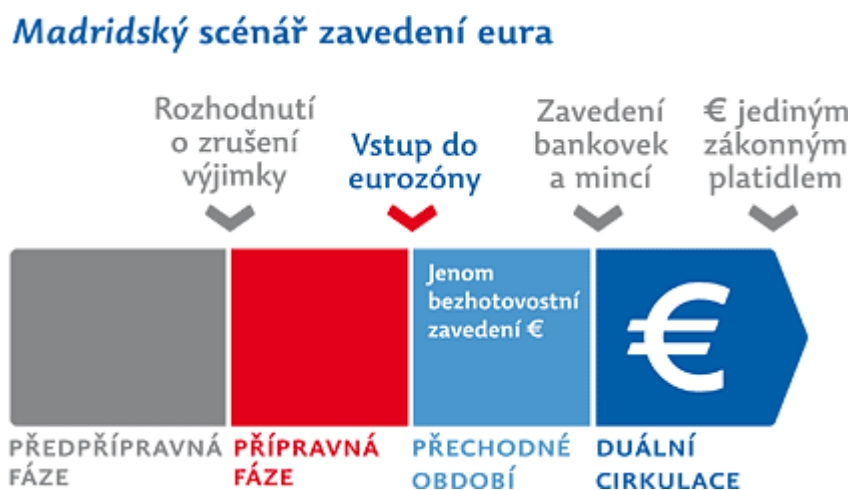 Madridský scénář zavedení eura
Rozhodnutí
o zrušení
výjimky
Vstup do
eurozóny
Zavedení
bankovek
a mincí
€ jediným
zákonným
platidlem
Jenom
bezhotovostní
zavedení €
€
PŘEDPŘÍPRAVNÁ
FÁZE
PŘÍPRAVNÁ
FÁZE
PŘECHODNÉ
OBDOBÍ
DUÁLNÍ
CIRKULACE